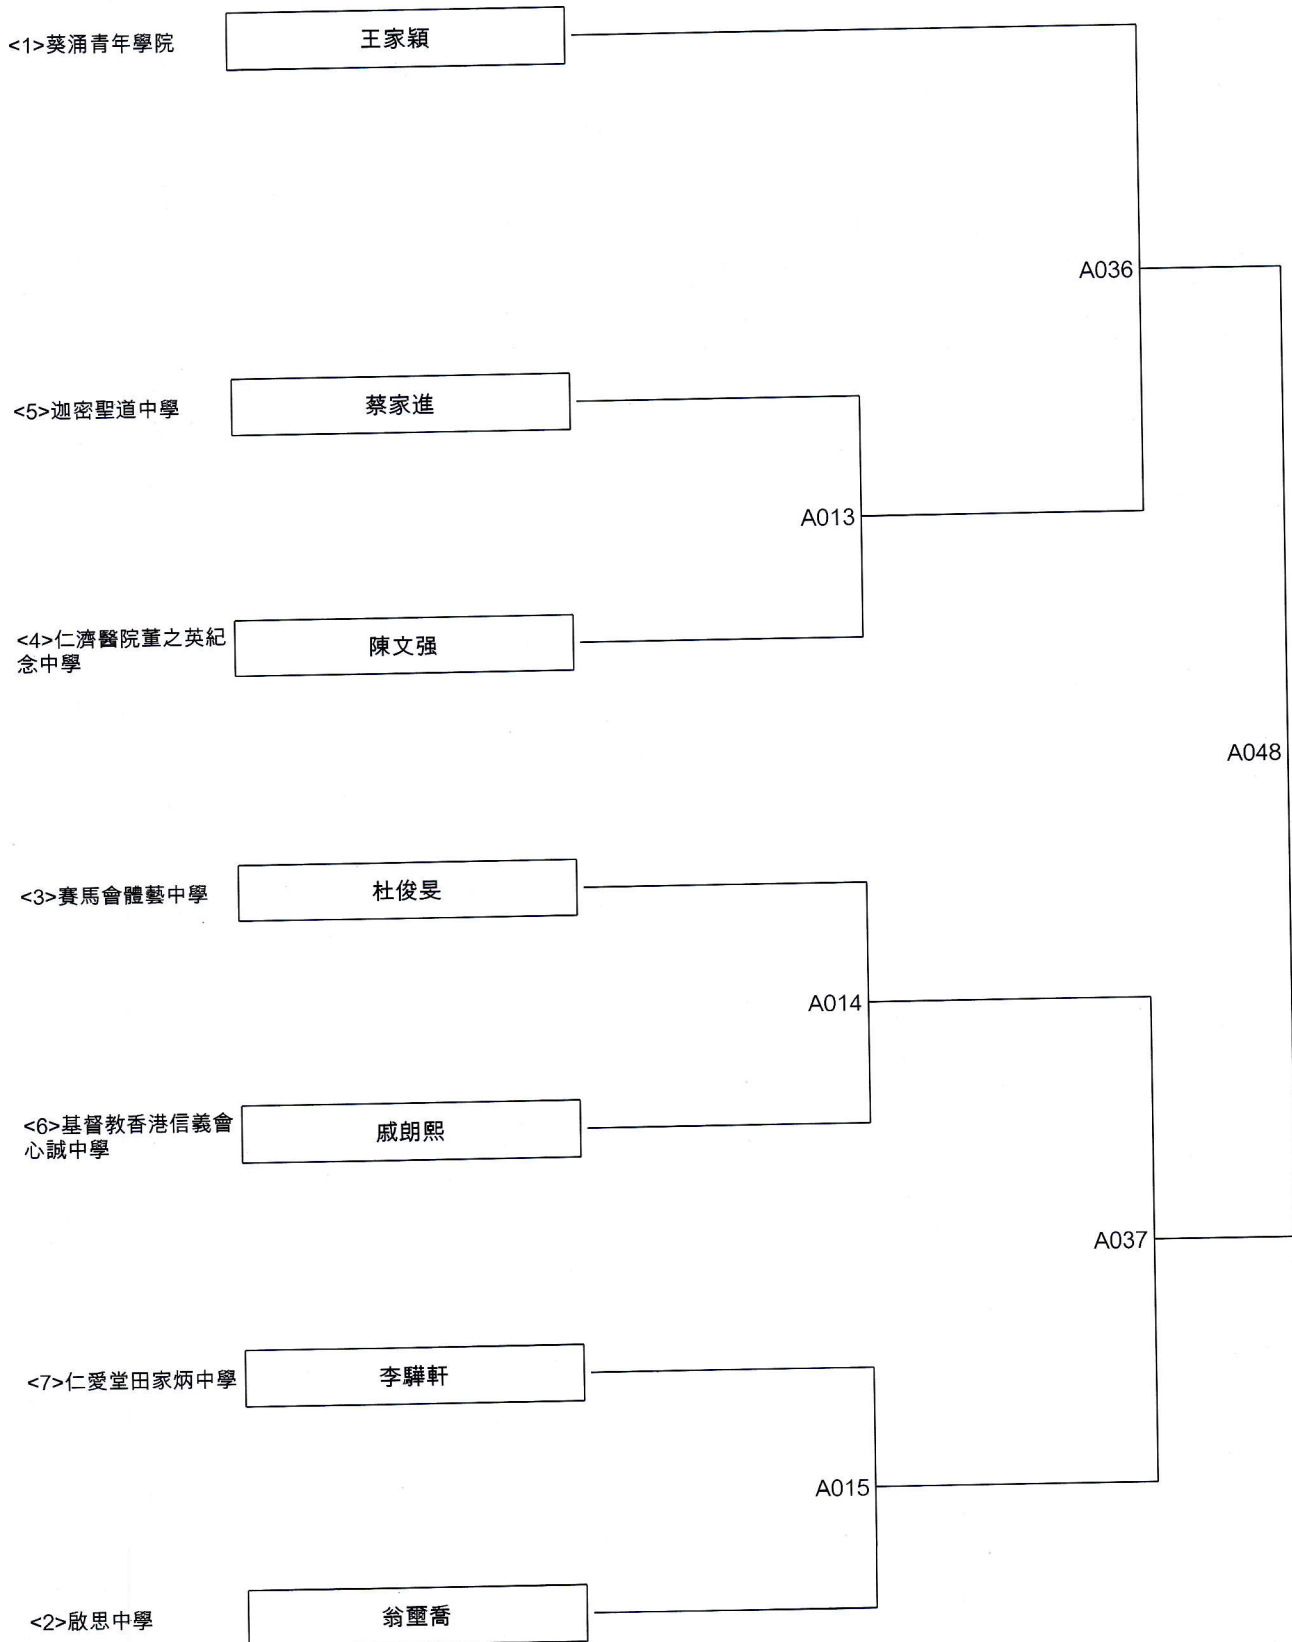 <1>葵涌青年學院
王家穎
A036
<5>迦密聖道中學
蔡家進
A013
<4>仁濟醫院董之英紀
念中學
陳文强
A048
<3>賽馬會體藝中學
杜俊旻
A014
<6>基督教香港信義會
心誠中學
戚朗熙
A037
<7>仁愛堂田家炳中學
李驊軒
A015
<2>啟思中學
翁璽喬